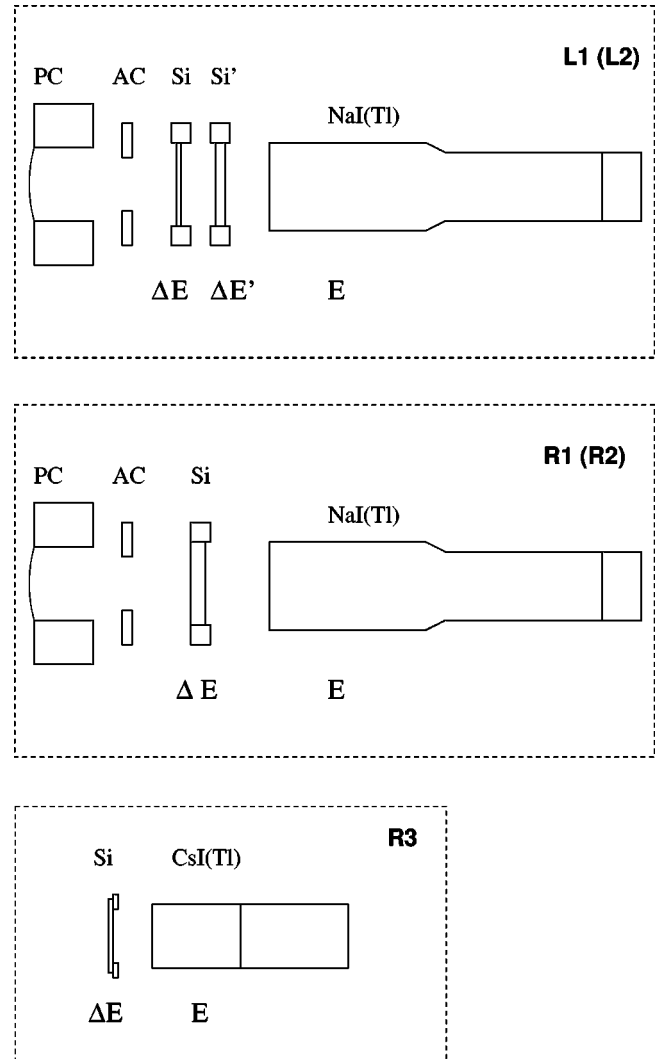 L1 (L2)
PC AC Si Si’
NaI(Tl)
ΔE ΔE’ E
R1 (R2)
PC AC Si
NaI(Tl)
Δ E E
R3
Si CsI(Tl)
ΔE E